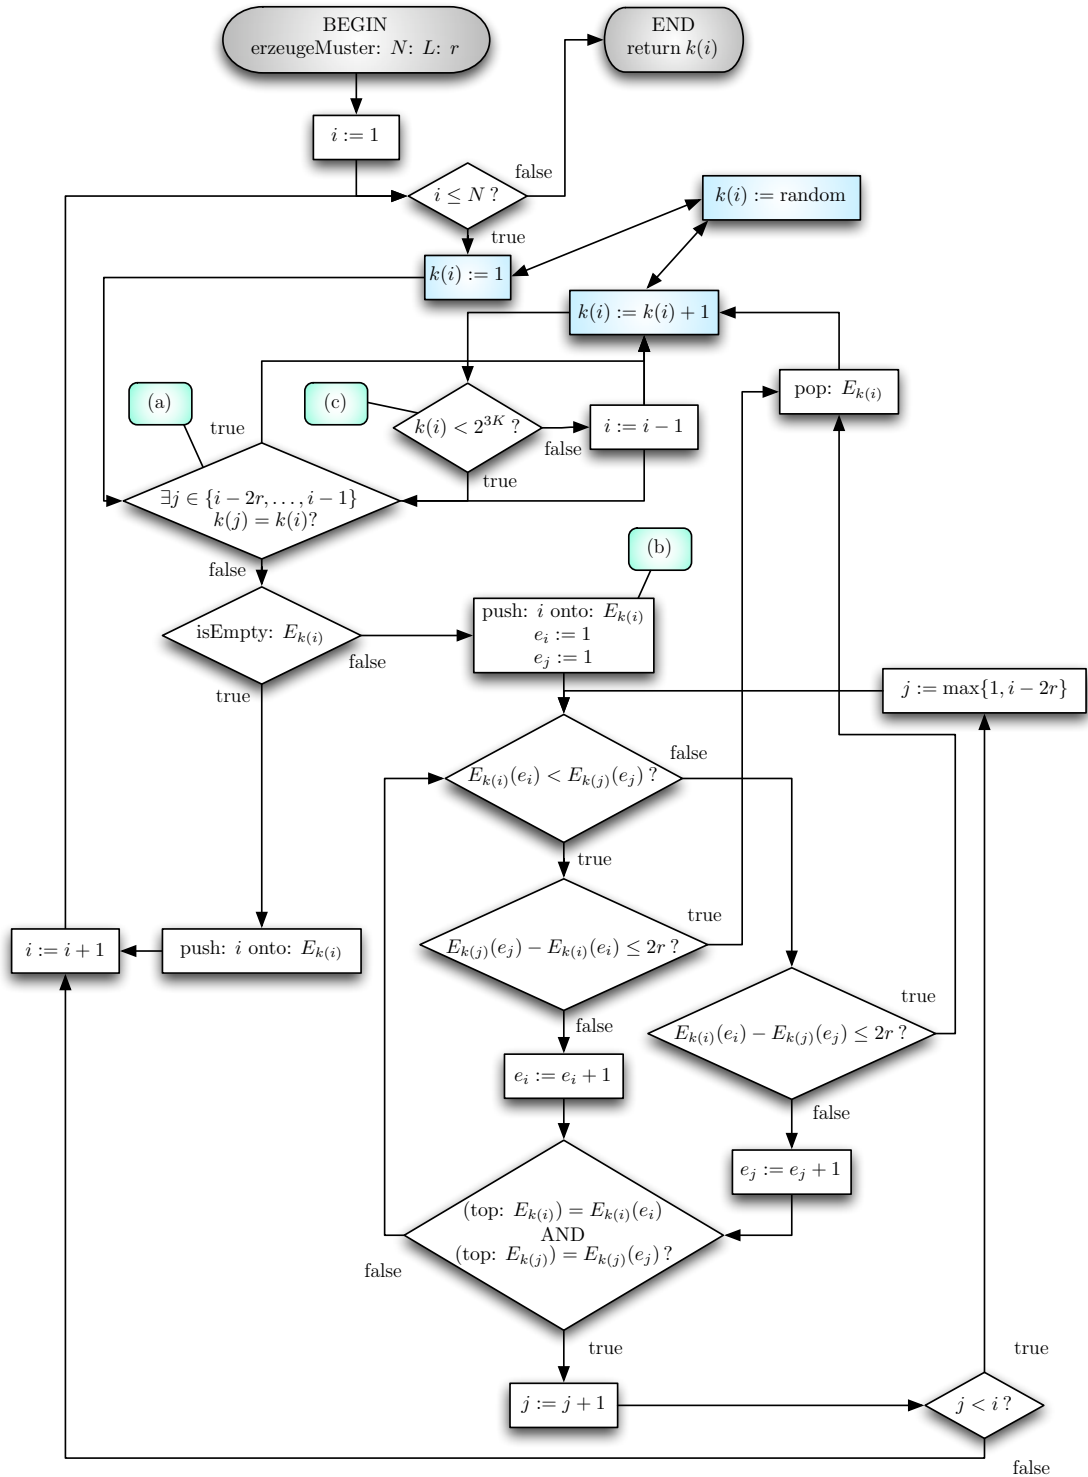 BEGIN
erzeugeMuster: N: L: r
END
return k(i)
i := 1
false
i ≤ N ?
k(i) := random
true
k(i) := 1
k(i) := k(i) + 1
pop: E_{k(i)}
(a)
(c)
true
k(i) < 2^{3K} ?
i := i − 1
false
true
∃j ∈ {i − 2r, . . . , i − 1}
k(j) = k(i)?
(b)
false
push: i onto: E_{k(i)}
e_i := 1
e_j := 1
isEmpty: E_{k(i)}
false
true
j := max{1, i − 2r}
false
E_{k(i)}(e_i) < E_{k(j)}(e_j) ?
true
true
E_{k(j)}(e_j) − E_{k(i)}(e_i) ≤ 2r ?
i := i + 1
push: i onto: E_{k(i)}
true
false
E_{k(i)}(e_i) − E_{k(j)}(e_j) ≤ 2r ?
e_i := e_i + 1
false
e_j := e_j + 1
(top: E_{k(i)}) = E_{k(i)}(e_i)
AND
(top: E_{k(j)}) = E_{k(j)}(e_j) ?
false
true
true
j := j + 1
j < i ?
false